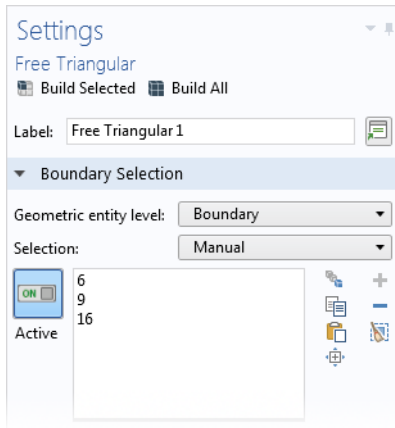 Settings
Free Triangular
Build Selected Build All
Label: Free Triangular 1
Boundary Selection
Geometric entity level: Boundary
Selection: Manual
ON
6
9
16
Active